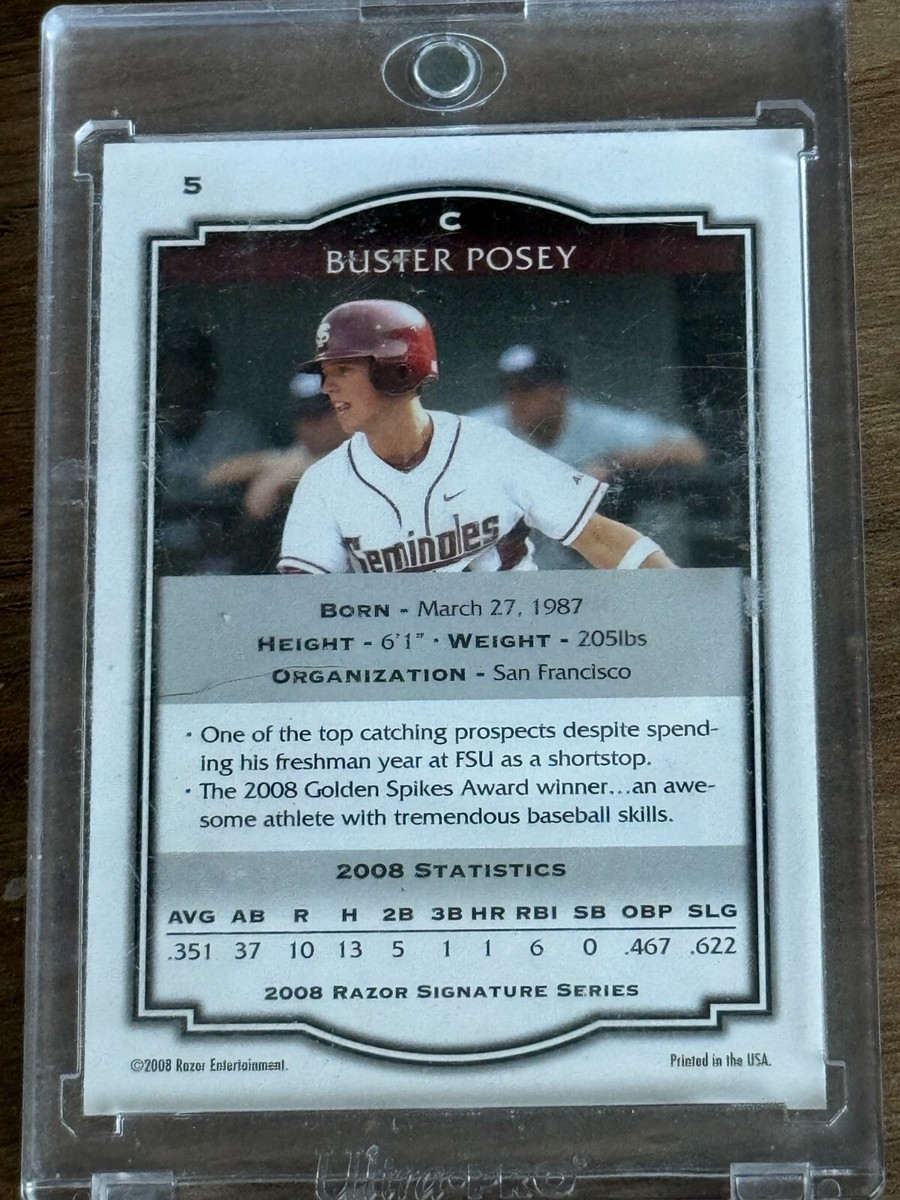 5
C
BUSTER POSEY
FS
Seminoles
BORN - March 27, 1987
HEIGHT - 6'1" · WEIGHT - 205lbs
ORGANIZATION - San Francisco
· One of the top catching prospects despite spend-
ing his freshman year at FSU as a shortstop.
· The 2008 Golden Spikes Award winner...an awe-
some athlete with tremendous baseball skills.
2008 STATISTICS
AVG AB R H 2B 3B HR RBI SB OBP SLG
.351 37 10 13 5 1 1 6 0 .467 .622
2008 RAZOR SIGNATURE SERIES
©2008 Razor Entertainment.
Printed in the USA.
Ultra·PRO